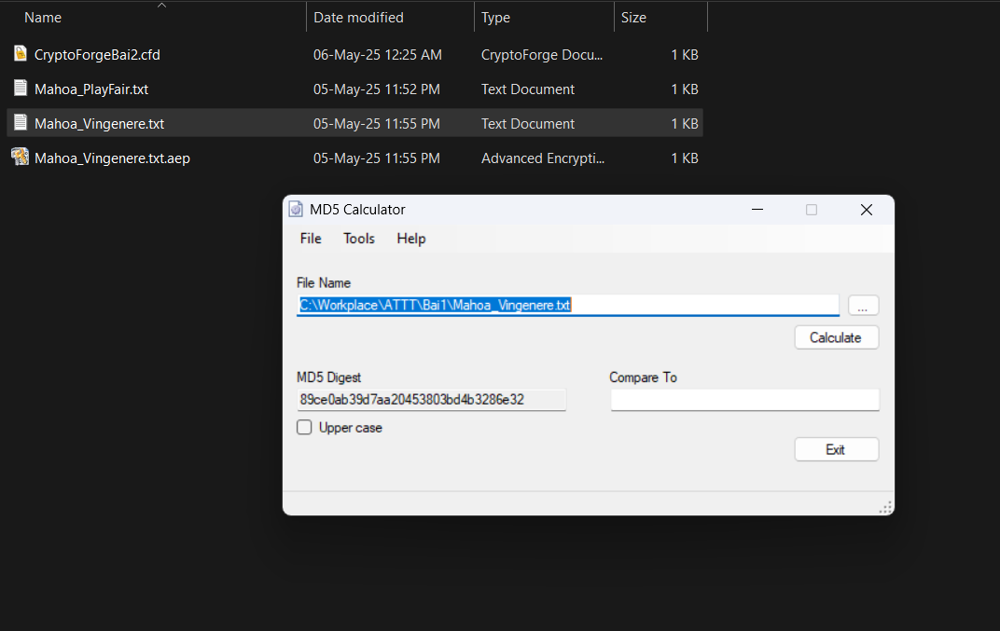 Name Date modified Type Size
CryptoForgeBai2.cfd 06-May-25 12:25 AM CryptoForge Docu... 1 KB
Mahoa_PlayFair.txt 05-May-25 11:52 PM Text Document 1 KB
Mahoa_Vingenere.txt 05-May-25 11:55 PM Text Document 1 KB
Mahoa_Vingenere.txt.aep 05-May-25 11:55 PM Advanced Encrypti... 1 KB
MD5 Calculator
File Tools Help
File Name
C:\Workplace\ATTT\Bai1\Mahoa_Vingenere.txt ...
Calculate
MD5 Digest Compare To
89ce0ab39d7aa20453803bd4b3286e32
Upper case
Exit